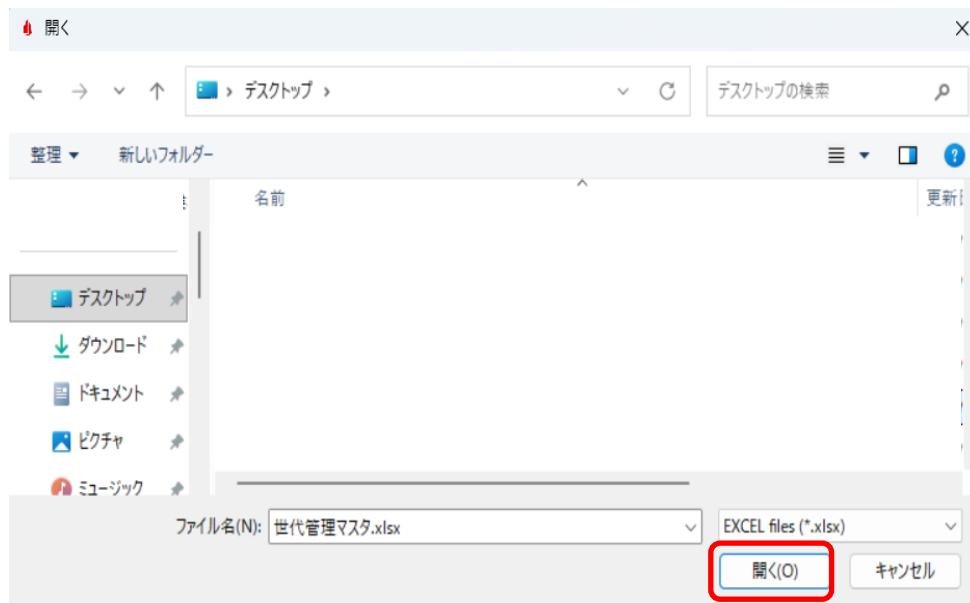 開く
デスクトップ
デスクトップの検索
整理
新しいフォルダー
名前
更新
デスクトップ
ダウンロード
ドキュメント
ピクチャ
ミュージック
ファイル名(N): 世代管理マスタ.xlsx
EXCEL files (*.xlsx)
開く(O)
キャンセル